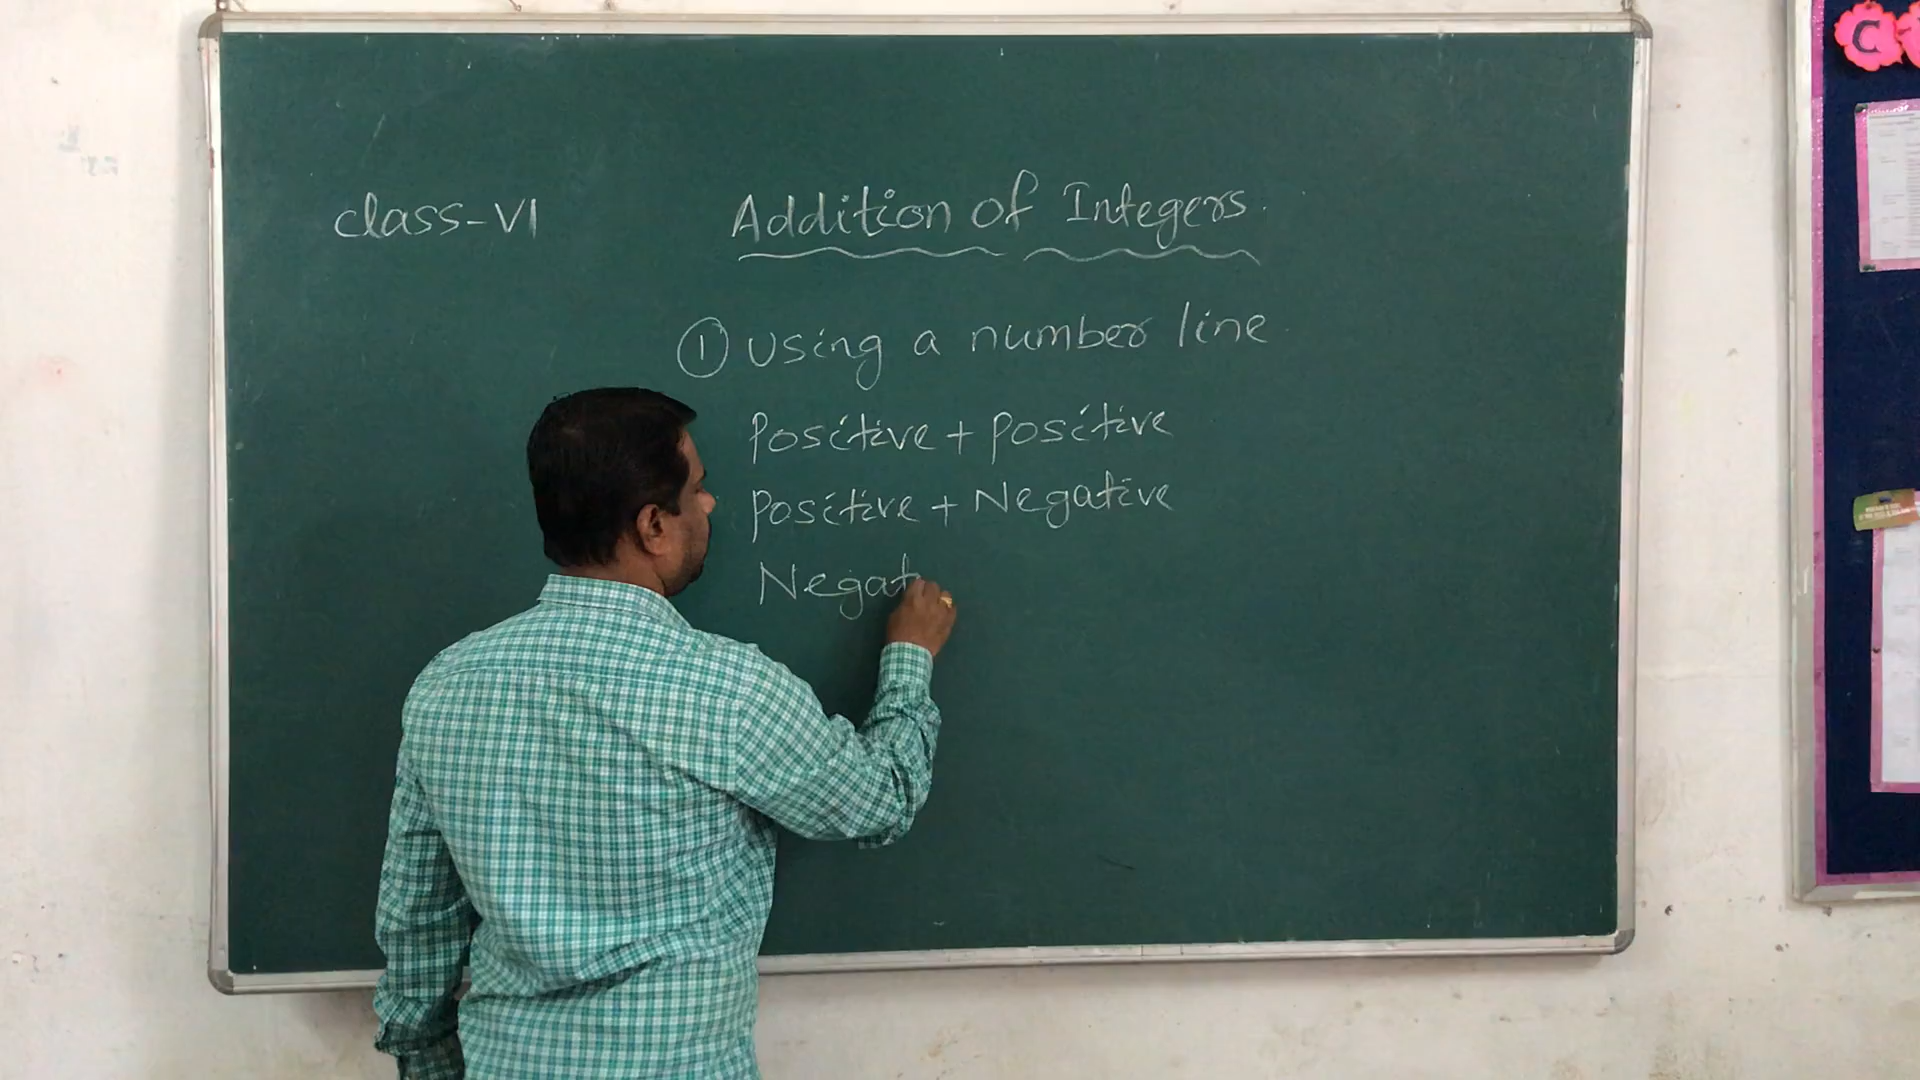 class-VI
Addition of Integers.
① Using a number line
positive + positive
positive + Negative
Negat
C